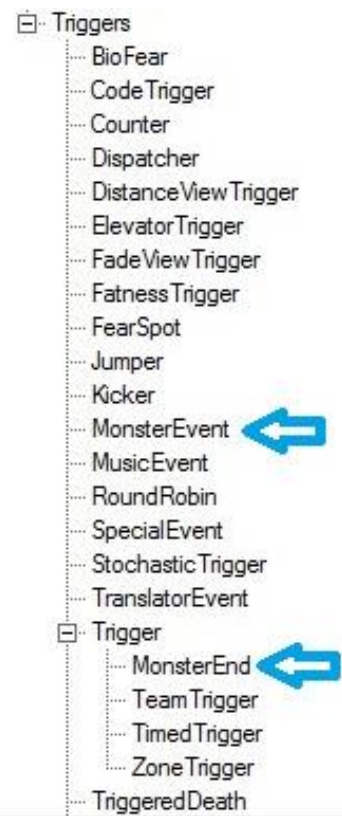 Triggers
BioFear
CodeTrigger
Counter
Dispatcher
DistanceViewTrigger
ElevatorTrigger
FadeViewTrigger
FatnessTrigger
FearSpot
Jumper
Kicker
MonsterEvent
MusicEvent
RoundRobin
SpecialEvent
StochasticTrigger
TranslatorEvent
Trigger
MonsterEnd
TeamTrigger
TimedTrigger
ZoneTrigger
TriggeredDeath